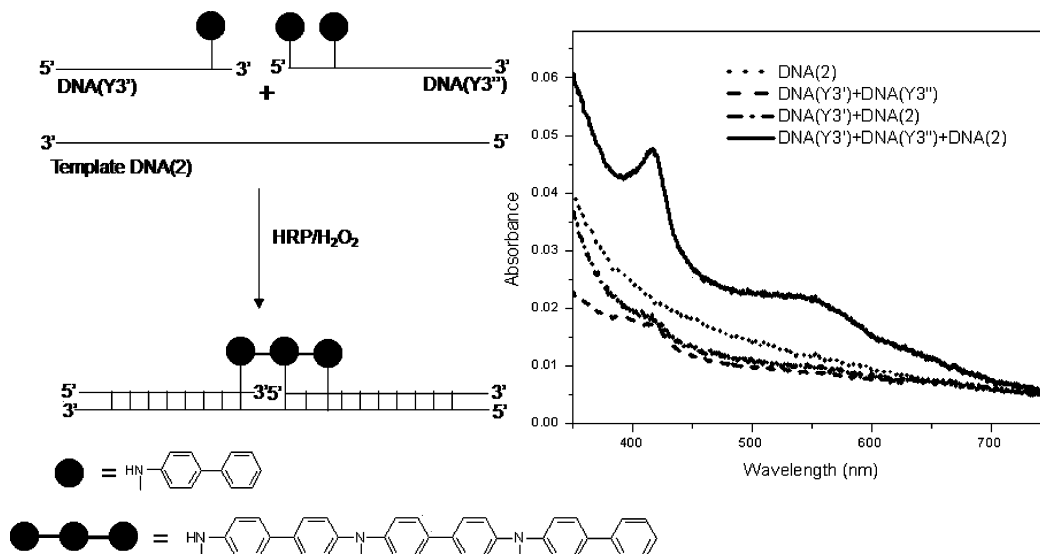 5' 3' 5' 3'
DNA(Y3') DNA(Y3'')
+
3' 5'
Template DNA(2)
HRP/H₂O₂
5' 3' 5' 3'
3' 5'
= HN
= HN N N
DNA(2)
DNA(Y3')+DNA(Y3'')
DNA(Y3')+DNA(2)
DNA(Y3')+DNA(Y3'')+DNA(2)
Absorbance
0.06
0.05
0.04
0.03
0.02
0.01
0.00
400 500 600 700
Wavelength (nm)